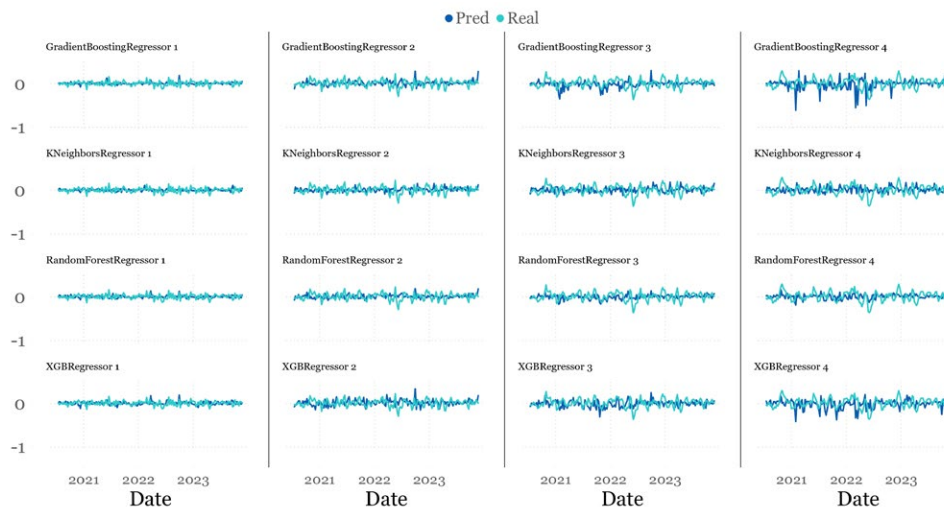 Pred Real
GradientBoostingRegressor 1 GradientBoostingRegressor 2 GradientBoostingRegressor 3 GradientBoostingRegressor 4
0
-1
KNeighborsRegressor 1 KNeighborsRegressor 2 KNeighborsRegressor 3 KNeighborsRegressor 4
0
-1
RandomForestRegressor 1 RandomForestRegressor 2 RandomForestRegressor 3 RandomForestRegressor 4
0
-1
XGBRegressor 1 XGBRegressor 2 XGBRegressor 3 XGBRegressor 4
0
-1
2021 2022 2023 2021 2022 2023 2021 2022 2023 2021 2022 2023
Date Date Date Date